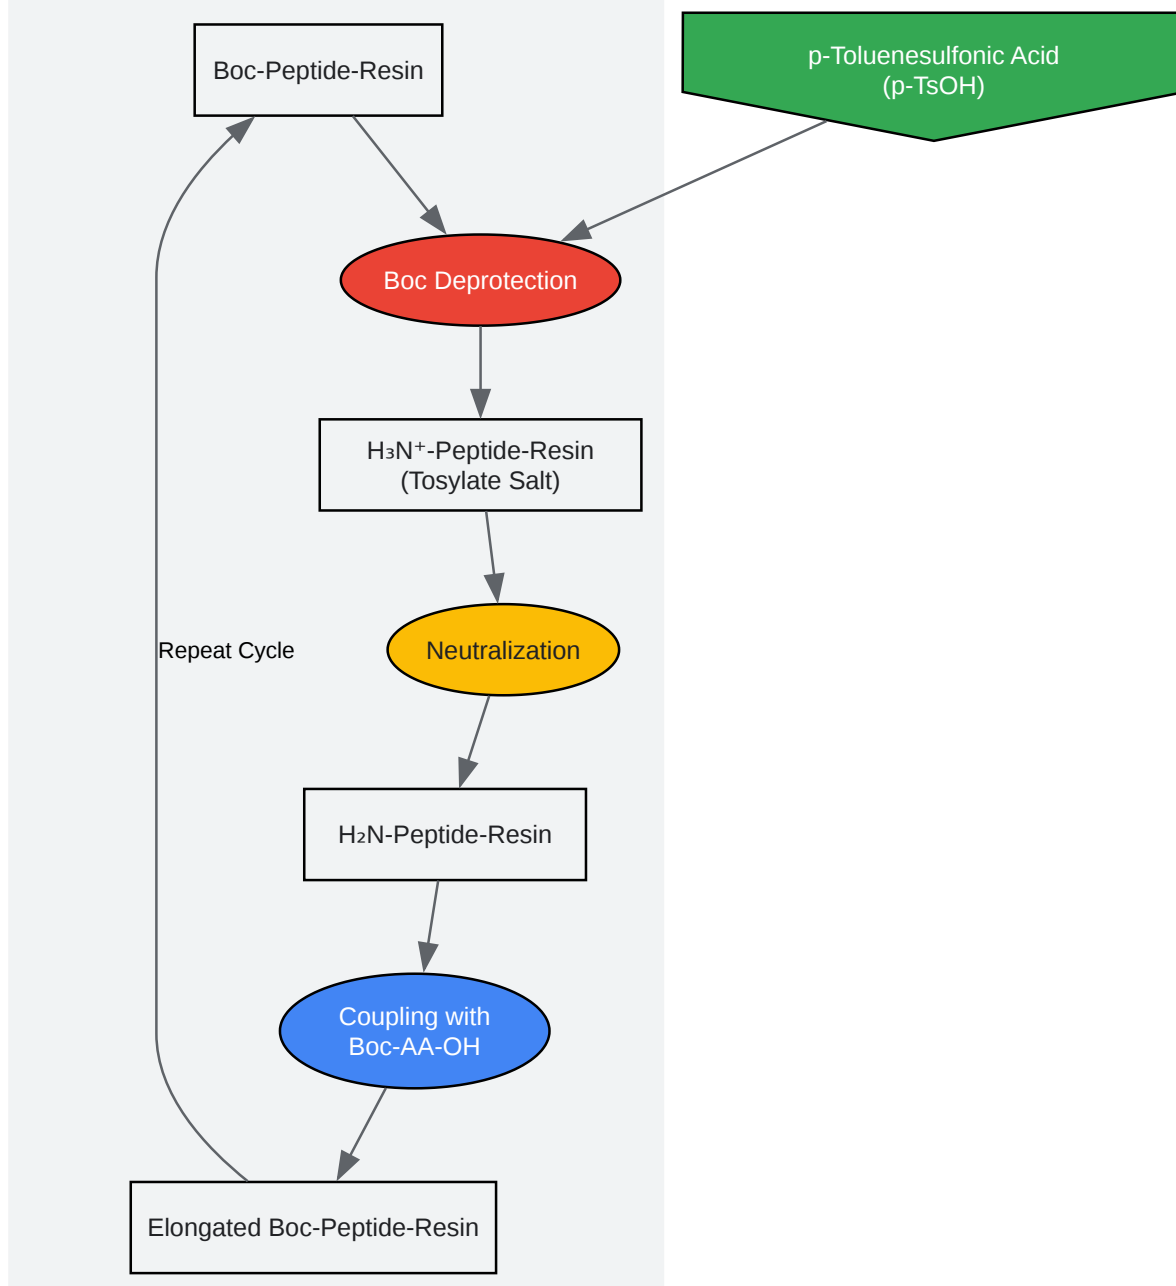 Boc-Peptide-Resin
p-Toluenesulfonic Acid
(p-TsOH)
Boc Deprotection
H₃N⁺-Peptide-Resin
(Tosylate Salt)
Neutralization
Repeat Cycle
H₂N-Peptide-Resin
Coupling with
Boc-AA-OH
Elongated Boc-Peptide-Resin